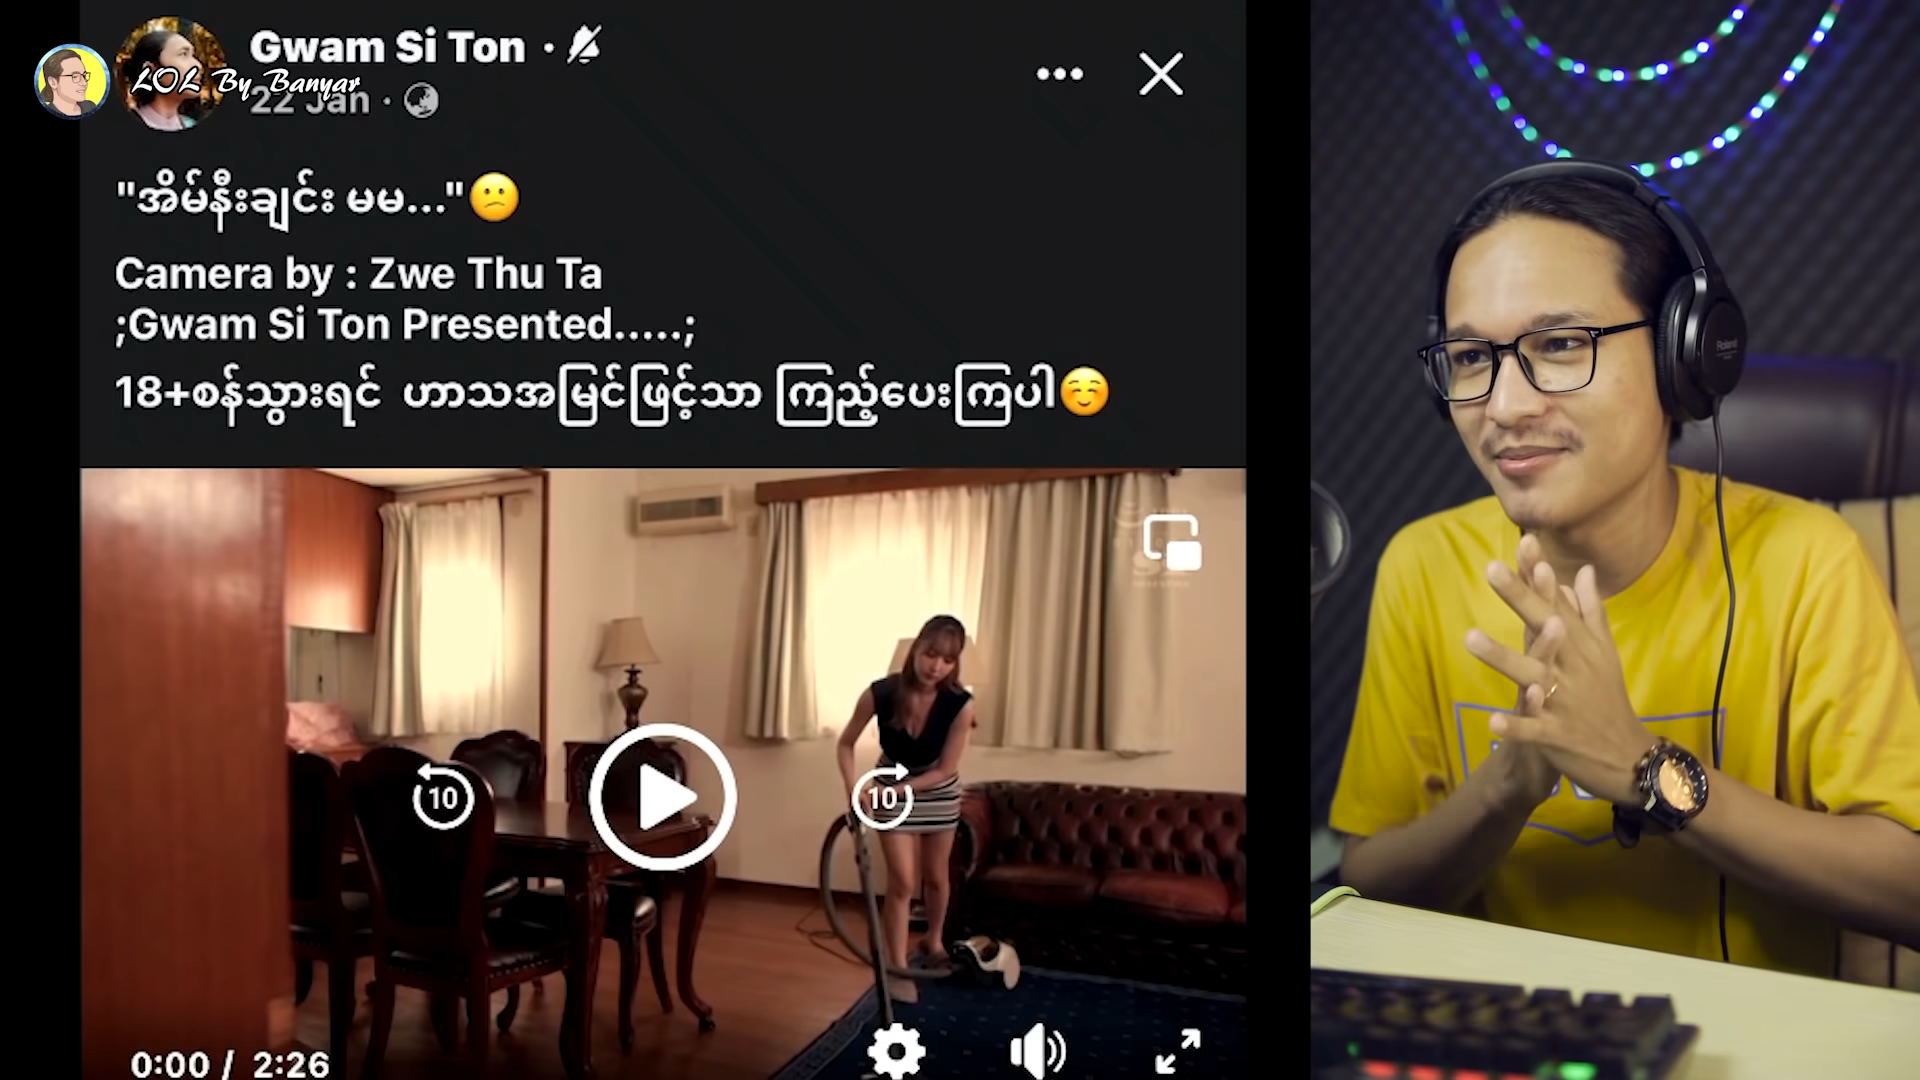 Gwam Si Ton ·
LOL By Banyar
22 Jan ·
"အိမ်နီးချင်း မမ..."😕
Camera by : Zwe Thu Ta
;Gwam Si Ton Presented.....;
18+စန်သွားရင် ဟာသအမြင်ဖြင့်သာ ကြည့်ပေးကြပါ☺️
10
10
0:00 / 2:26
Roland